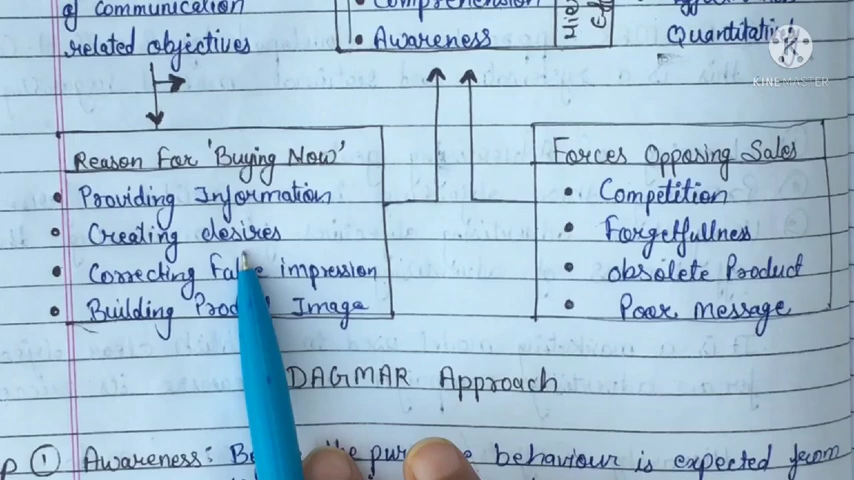 of communication
related objectives
• Comprehension
• Awareness
Quantitative
KINEMASTER
Reason For 'Buying Now'
• Providing Information
• Creating desires
• Correcting False impression
• Building Product Image
Forces Opposing Sales
• Competition
• Forgetfullness
• obsolete Product
• Poor Message
DAGMAR Approach
① Awareness: behaviour is expected from